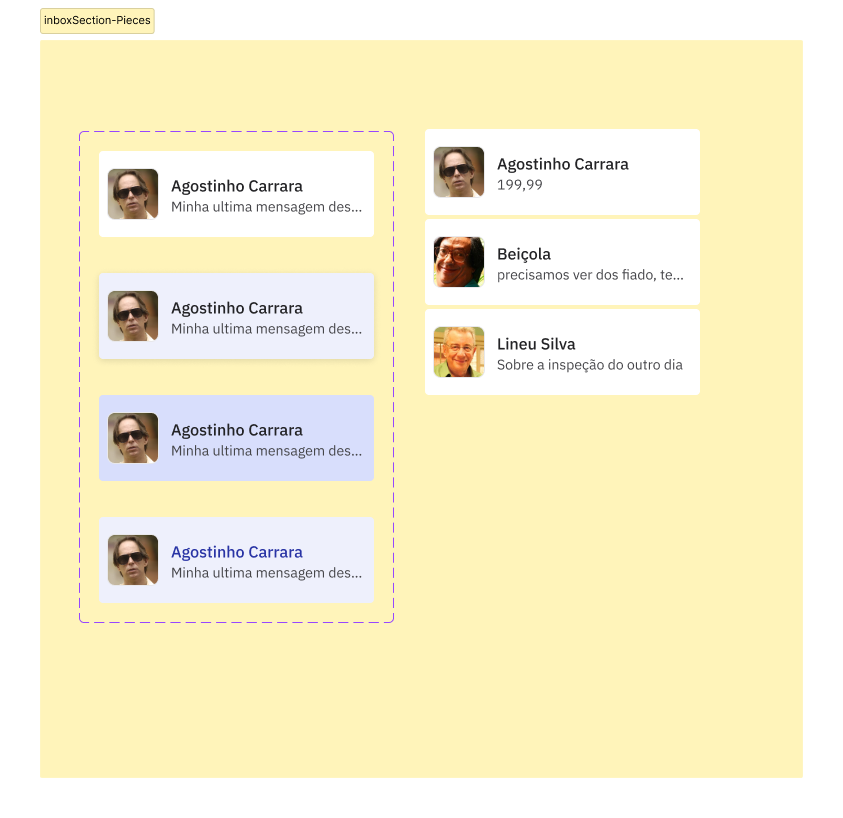 inboxSection-Pieces
Agostinho Carrara
Minha ultima mensagem des...
Agostinho Carrara
Minha ultima mensagem des...
Agostinho Carrara
Minha ultima mensagem des...
Agostinho Carrara
Minha ultima mensagem des...
Agostinho Carrara
199,99
Beiçola
precisamos ver dos fiado, te...
Lineu Silva
Sobre a inspeção do outro dia